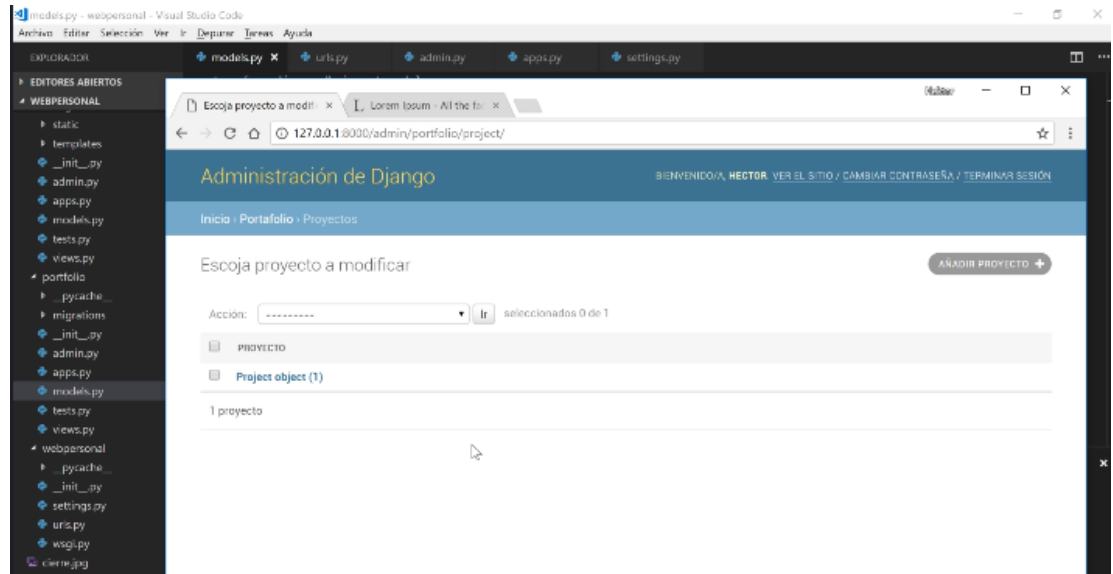 models.py - webpersonal - Visual Studio Code
Archivo Editar Selección Ver Ir Depurar Tareas Ayuda
EXPLORADOR
models.py
urls.py
admin.py
apps.py
settings.py
EDITORES ABIERTOS
WEBPERSONAL
static
templates
__init__.py
admin.py
apps.py
models.py
tests.py
views.py
portfolio
__pycache__
migrations
__init__.py
admin.py
apps.py
models.py
tests.py
views.py
webpersonal
__pycache__
__init__.py
settings.py
urls.py
wsgi.py
cierre.jpg
Escoja proyecto a modif
Lorem Ipsum - All the fac
127.0.0.1:8000/admin/portfolio/project/
Administración de Django
BIENVENIDO/A, HECTOR. VER EL SITIO / CAMBIAR CONTRASEÑA / TERMINAR SESIÓN
Inicio › Portafolio › Proyectos
Escoja proyecto a modificar
AÑADIR PROYECTO +
Acción: --------- Ir seleccionados 0 de 1
PROYECTO
Project object (1)
1 proyecto